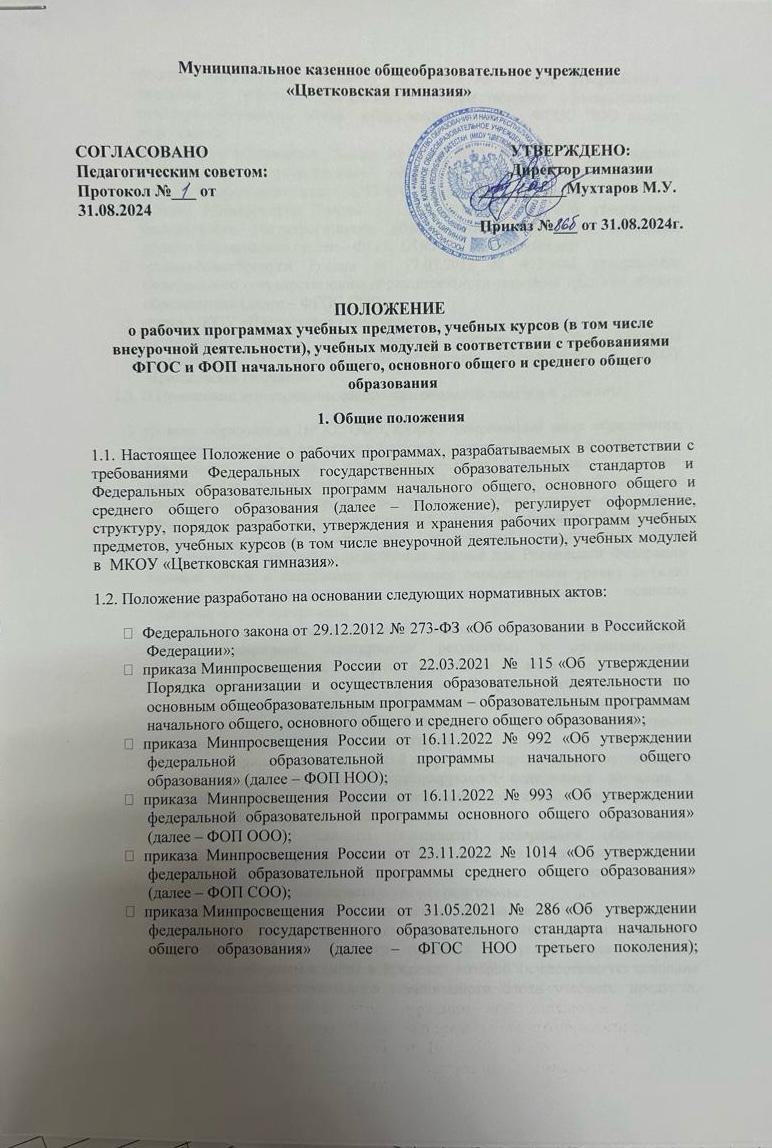 Муниципальное казенное общеобразовательное учреждение
«Цветковская гимназия»
СОГЛАСОВАНО
Педагогическим советом:
Протокол № 1 от
31.08.2024
УТВЕРЖДЕНО:
Директор гимназии
Мухтаров М.У.
Приказ №86б от 31.08.2024г.
ПОЛОЖЕНИЕ
о рабочих программах учебных предметов, учебных курсов (в том числе
внеурочной деятельности), учебных модулей в соответствии с требованиями
ФГОС и ФОП начального общего, основного общего и среднего общего
образования
1. Общие положения
1.1. Настоящее Положение о рабочих программах, разрабатываемых в соответствии с
требованиями Федеральных государственных образовательных стандартов и
Федеральных образовательных программ начального общего, основного общего и
среднего общего образования (далее – Положение), регулирует оформление,
структуру, порядок разработки, утверждения и хранения рабочих программ учебных
предметов, учебных курсов (в том числе внеурочной деятельности), учебных модулей
в МКОУ «Цветковская гимназия».
1.2. Положение разработано на основании следующих нормативных актов:
Федерального закона от 29.12.2012 № 273-ФЗ «Об образовании в Российской
Федерации»;
приказа Минпросвещения России от 22.03.2021 № 115 «Об утверждении
Порядка организации и осуществления образовательной деятельности по
основным общеобразовательным программам – образовательным программам
начального общего, основного общего и среднего общего образования»;
приказа Минпросвещения России от 16.11.2022 № 992 «Об утверждении
федеральной образовательной программы начального общего
образования» (далее – ФОП НОО);
приказа Минпросвещения России от 16.11.2022 № 993 «Об утверждении
федеральной образовательной программы основного общего образования»
(далее – ФОП ООО);
приказа Минпросвещения России от 23.11.2022 № 1014 «Об утверждении
федеральной образовательной программы среднего общего образования»
(далее – ФОП СОО);
приказа Минпросвещения России от 31.05.2021 № 286 «Об утверждении
федерального государственного образовательного стандарта начального
общего образования» (далее – ФГОС НОО третьего поколения);